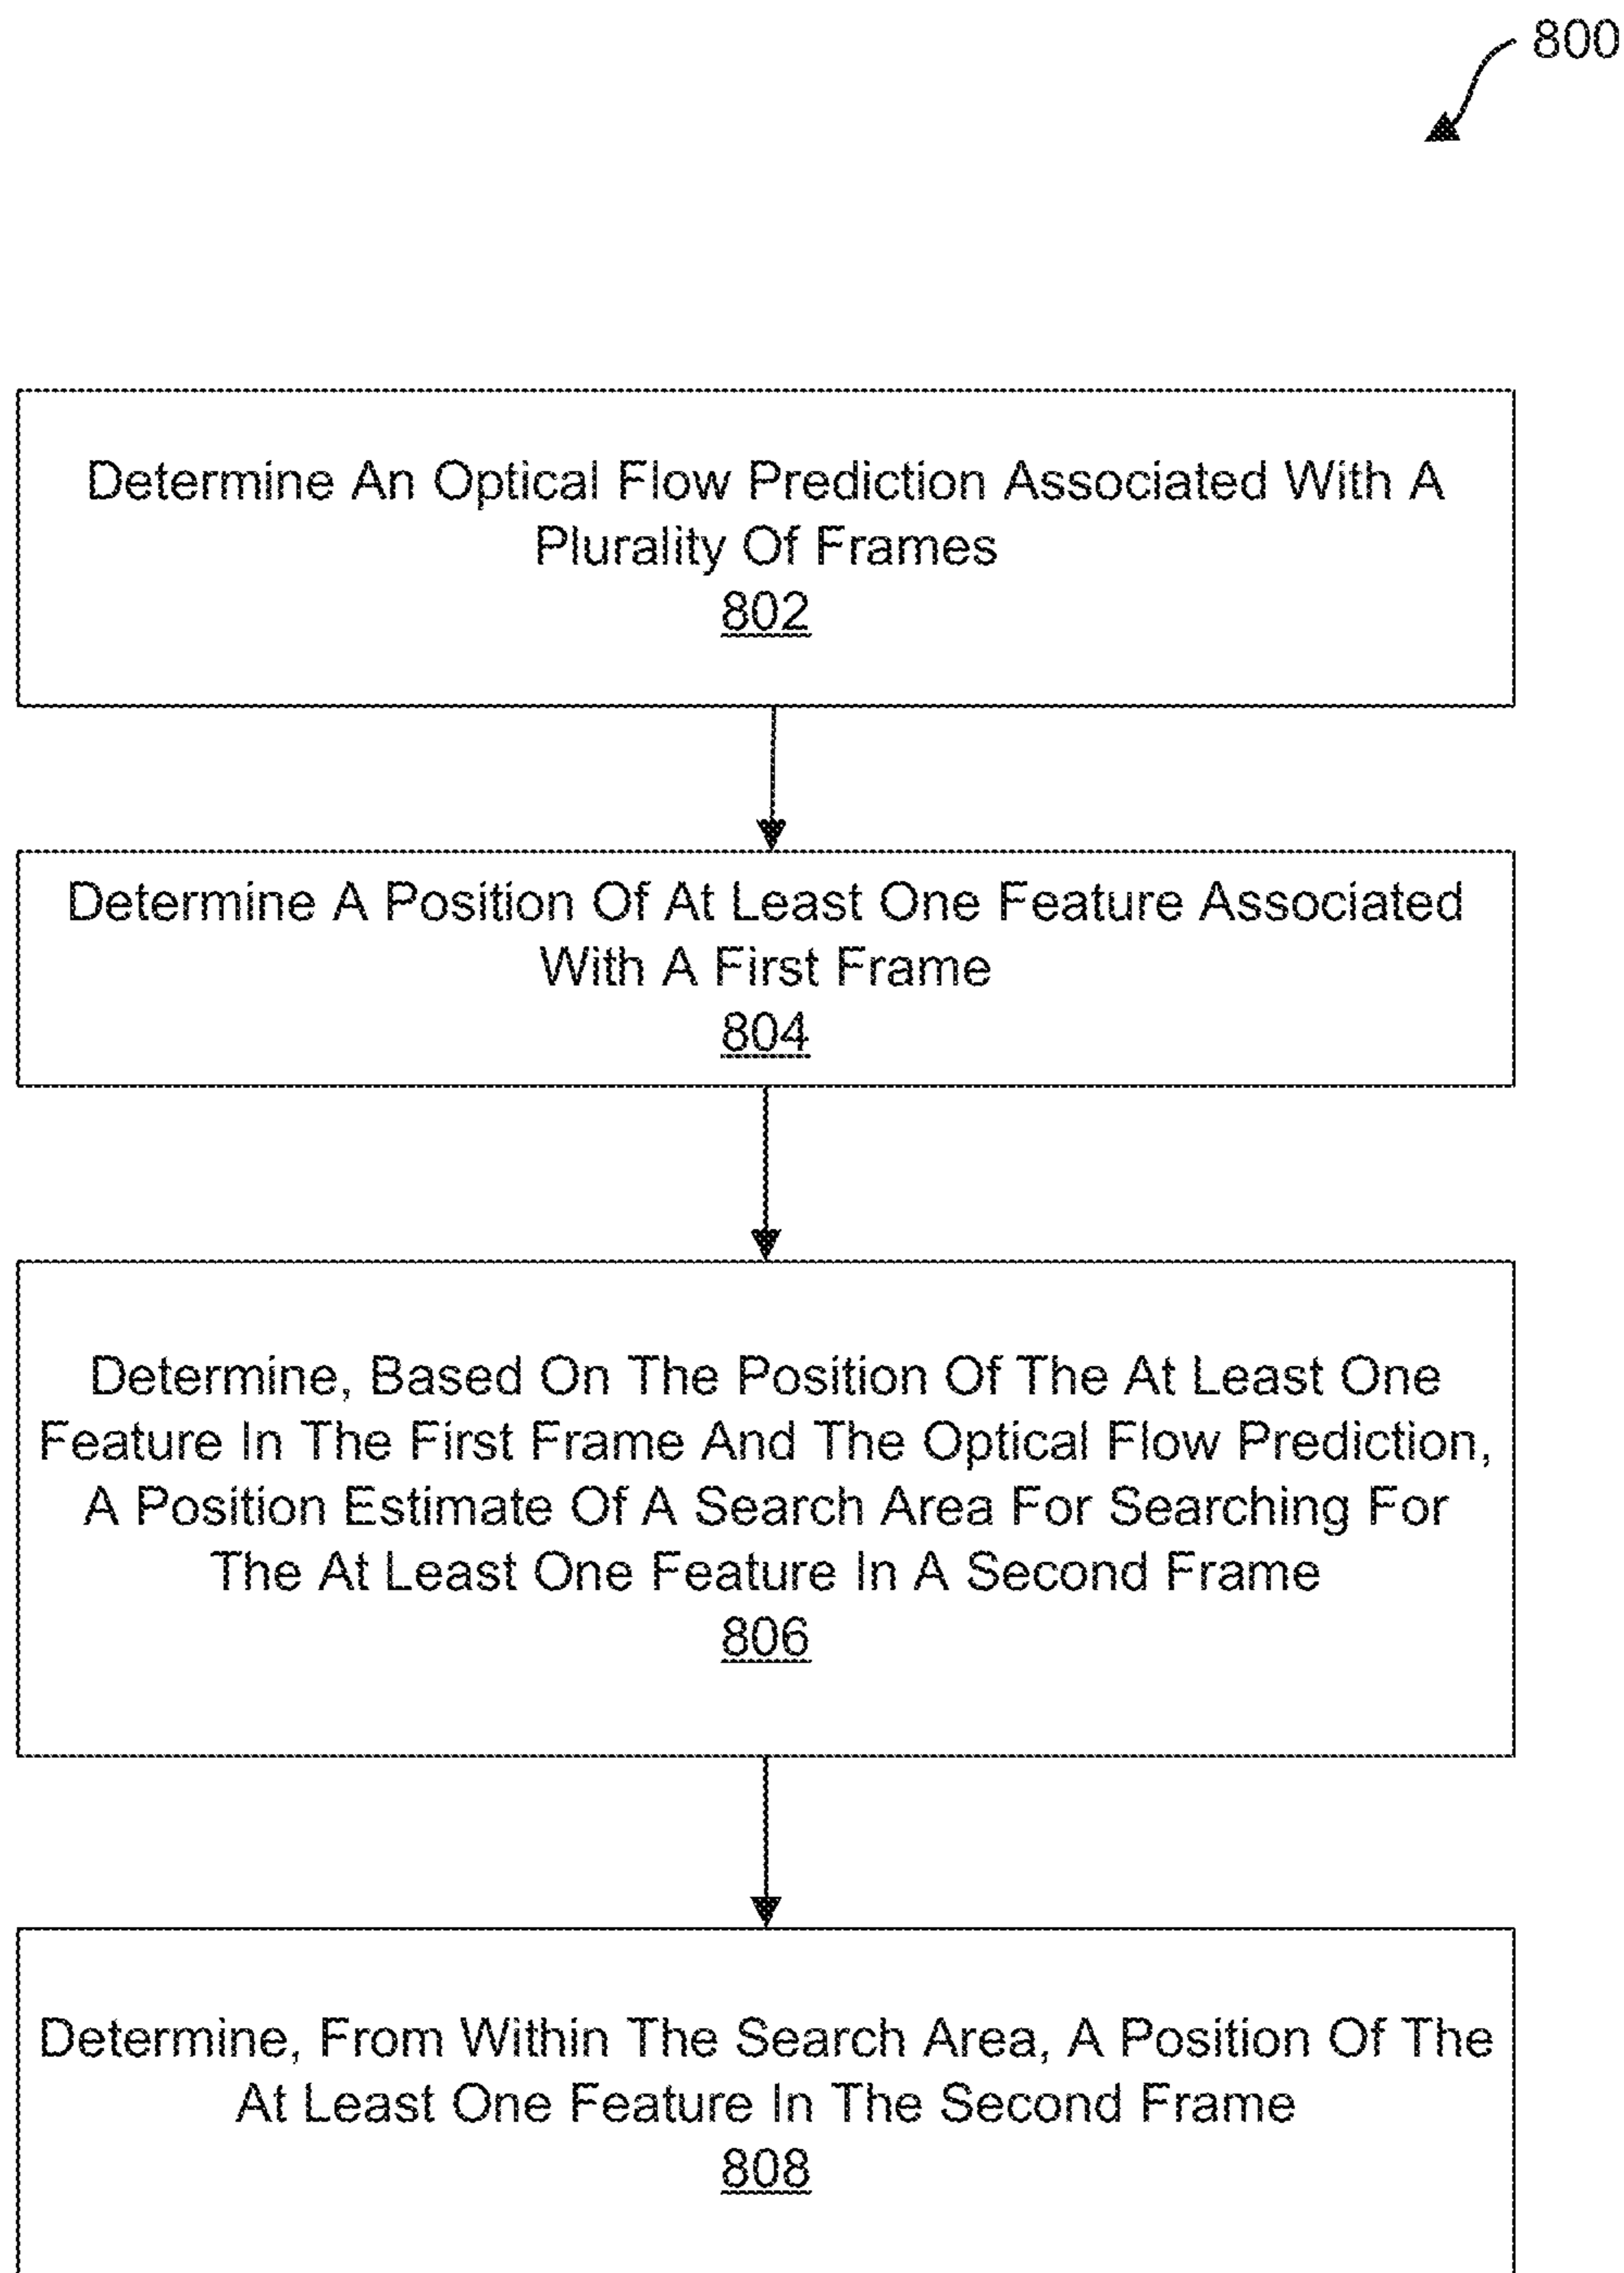 800
Determine An Optical Flow Prediction Associated With A
Plurality Of Frames
802
Determine A Position Of At Least One Feature Associated
With A First Frame
804
Determine, Based On The Position Of The At Least One
Feature In The First Frame And The Optical Flow Prediction,
A Position Estimate Of A Search Area For Searching For
The At Least One Feature In A Second Frame
806
Determine, From Within The Search Area, A Position Of The
At Least One Feature In The Second Frame
808